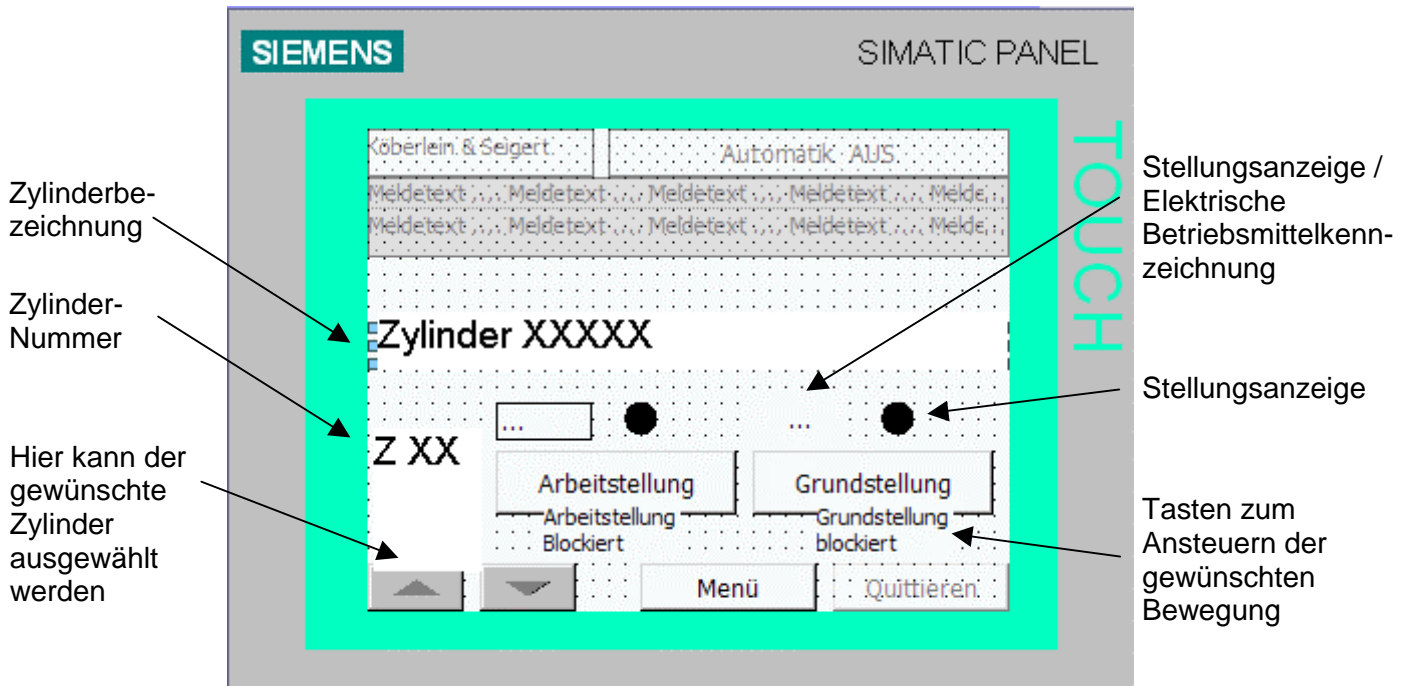 SIEMENS
SIMATIC PANEL
TOUCH
Köberlein & Seigert
Automatik AUS
Meldetext ... Meldetext ... Meldetext ... Meldetext ... Melde...
Meldetext ... Meldetext ... Meldetext ... Meldetext ... Melde...
Zylinder XXXXX
...
...
Z XX
Arbeitstellung
Grundstellung
Arbeitstellung
Blockiert
Grundstellung
blockiert
Menü
Quittieren
Zylinderbe-
zeichnung
Zylinder-
Nummer
Hier kann der
gewünschte
Zylinder
ausgewählt
werden
Stellungsanzeige /
Elektrische
Betriebsmittelkenn-
zeichnung
Stellungsanzeige
Tasten zum
Ansteuern der
gewünschten
Bewegung